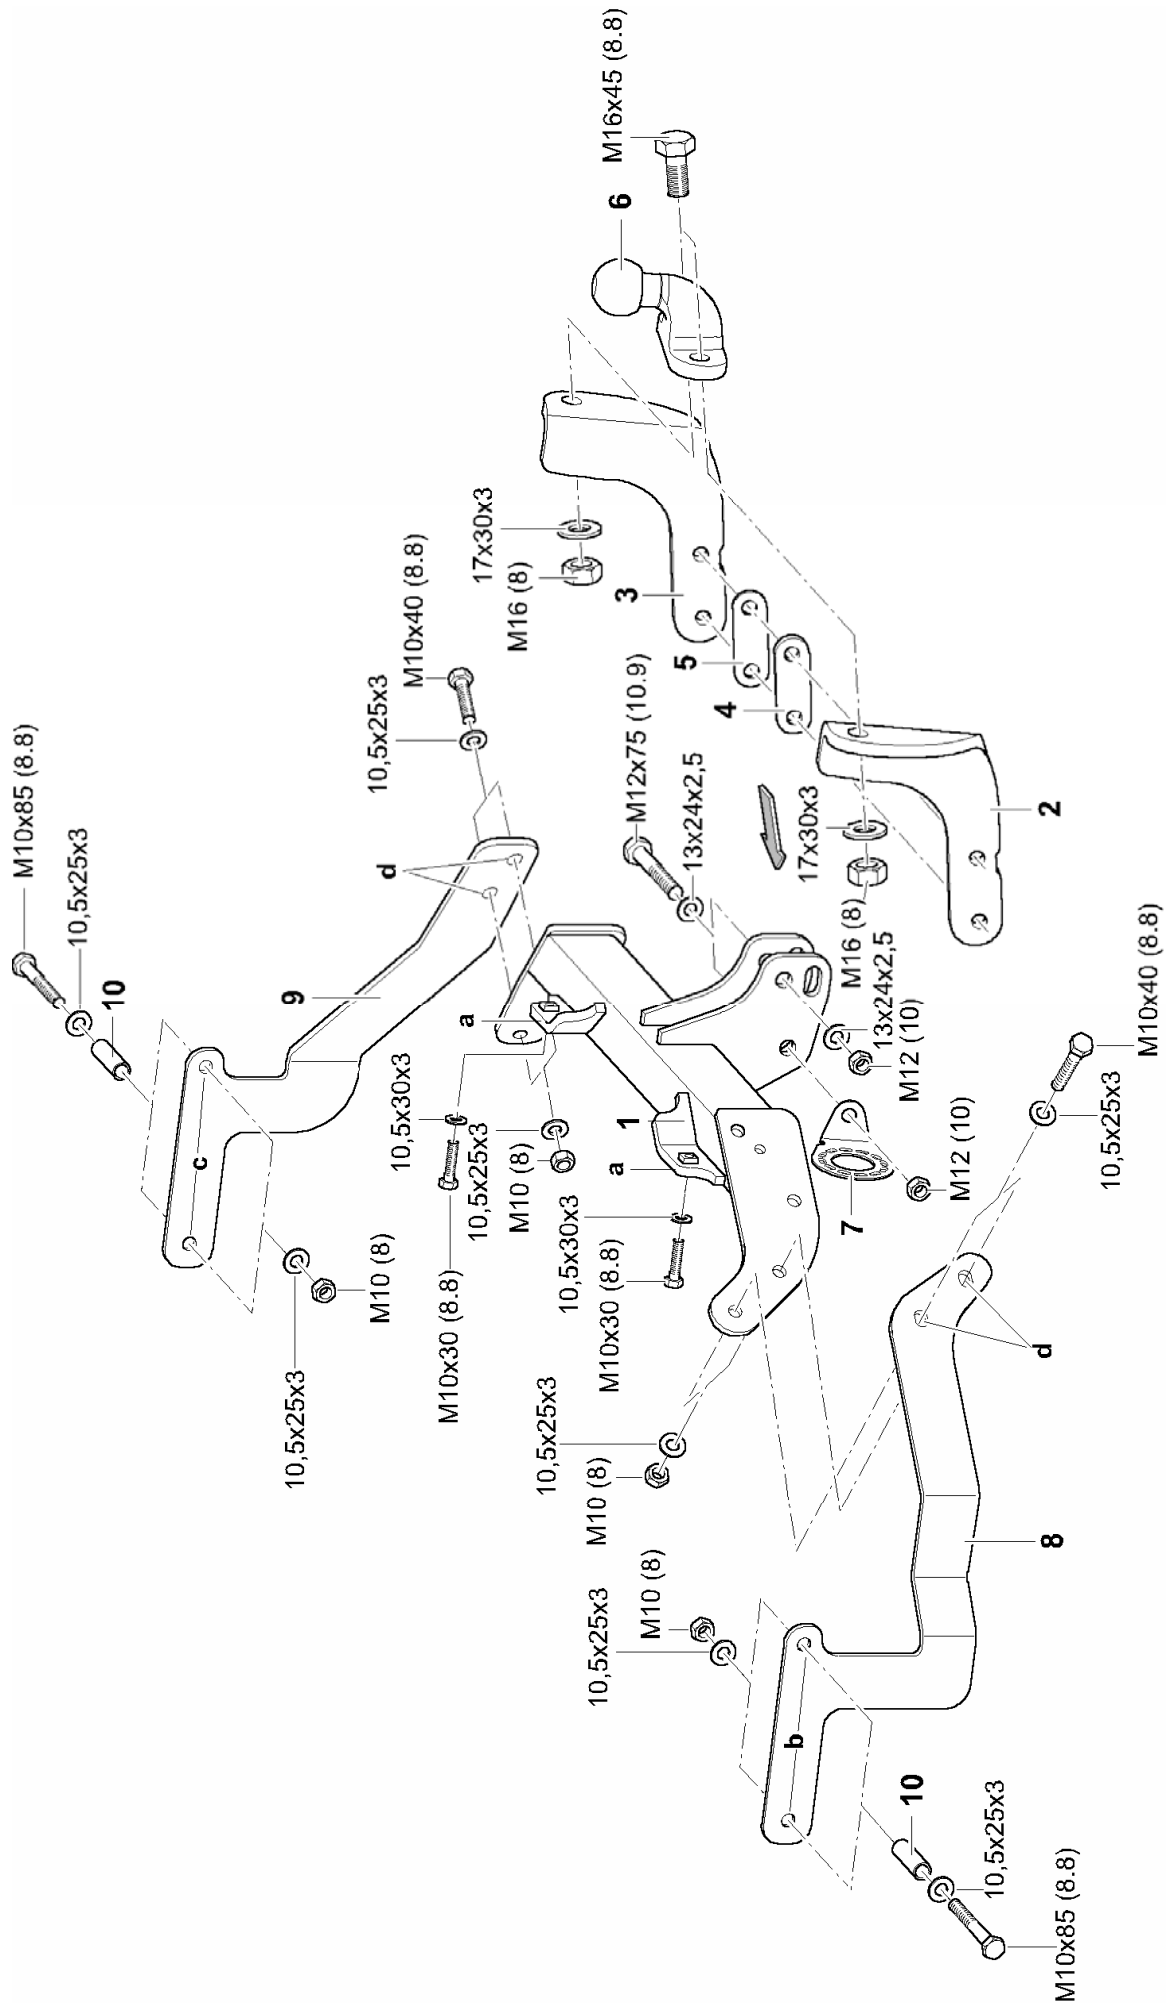 M16x45 (8.8)
6
17x30x3
M16 (8)
3
M10x40 (8.8)
10,5x25x3
5
4
M12x75 (10.9)
13x24x2,5
17x30x3
M16 (8)
2
M10x85 (8.8)
10,5x25x3
10
9
d
c
a
10,5x30x3
M10x30 (8.8)
10,5x25x3
M10 (8)
13x24x2,5
M12 (10)
M10x40 (8.8)
10,5x25x3
M12 (10)
7
1
a
10,5x30x3
M10x30 (8.8)
M10 (8)
10,5x25x3
d
10,5x25x3
M10 (8)
8
M10 (8)
10,5x25x3
b
10
10,5x25x3
M10x85 (8.8)